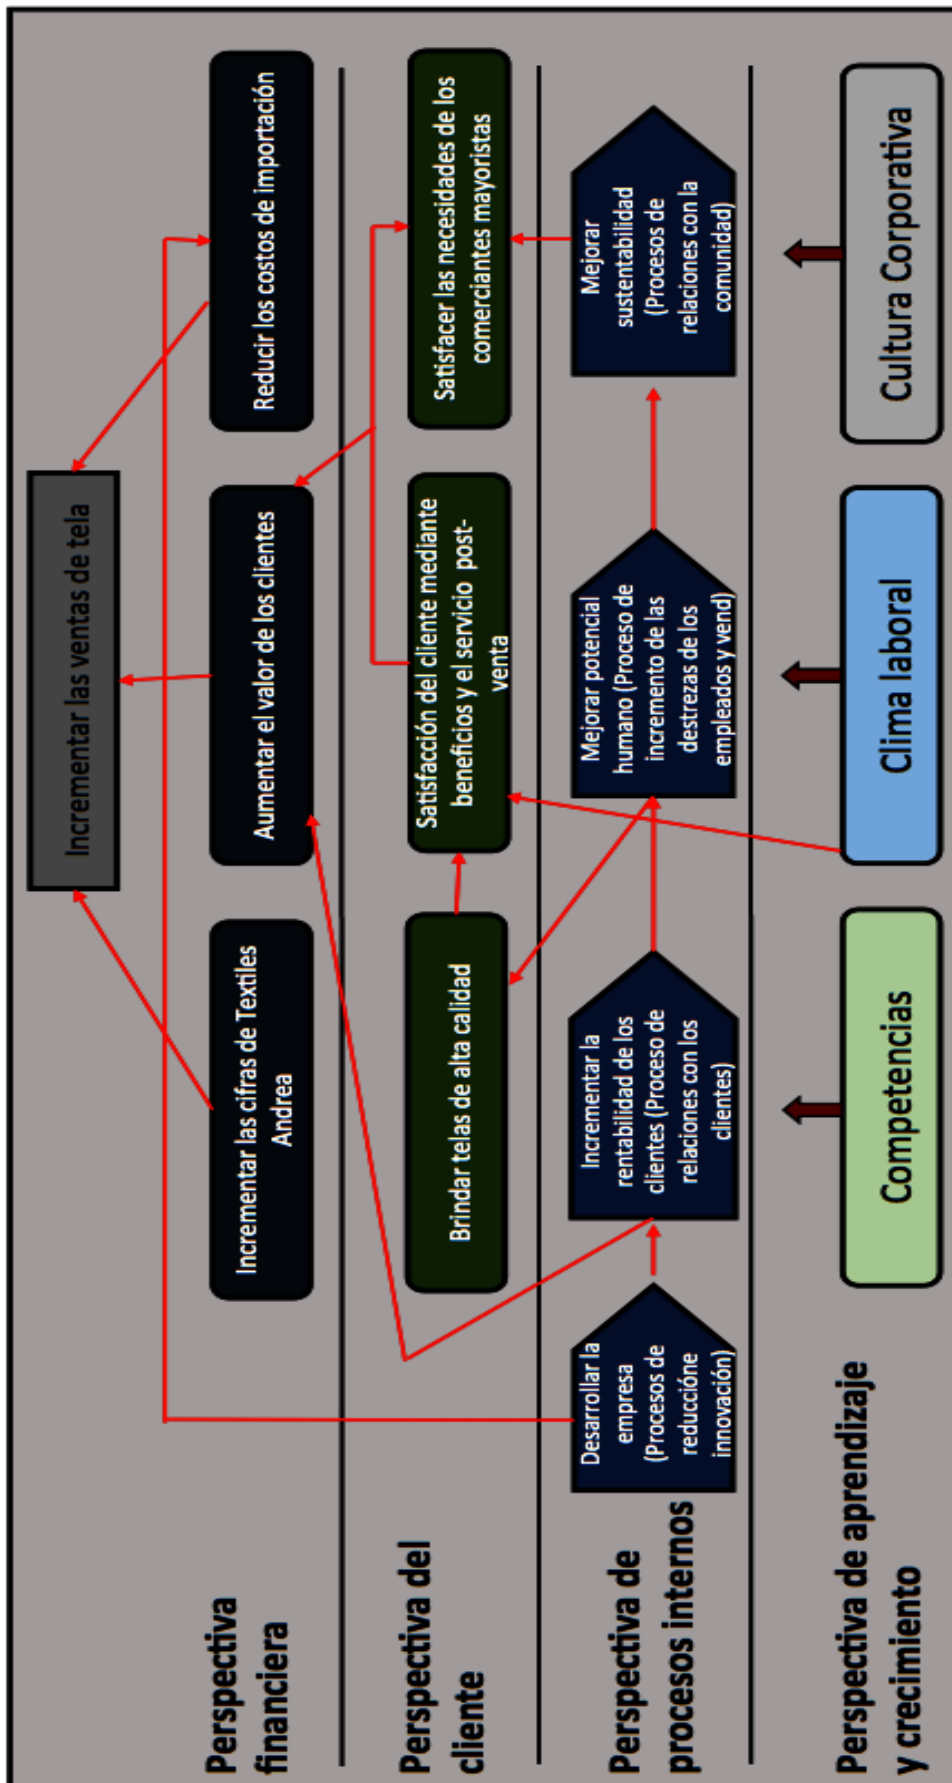 Incrementar las ventas de tela
Perspectiva
financiera
Incrementar las cifras de Textiles
Andrea
Aumentar el valor de los clientes
Reducir los costos de importación
Perspectiva del
cliente
Brindar telas de alta calidad
Satisfacción del cliente mediante
beneficios y el servicio post-
venta
Satisfacer las necesidades de los
comerciantes mayoristas
Perspectiva de
procesos internos
Desarrollar la
empresa
(Procesos de
reduccióne
innovación)
Incrementar la
rentabilidad de los
clientes (Proceso de
relaciones con los
clientes)
Mejorar potencial
humano (Proceso de
incremento de las
destrezas de los
empleados y vend)
Mejorar
sustentabilidad
(Procesos de
relaciones con la
comunidad)
Perspectiva de aprendizaje
y crecimiento
Competencias
Clima laboral
Cultura Corporativa